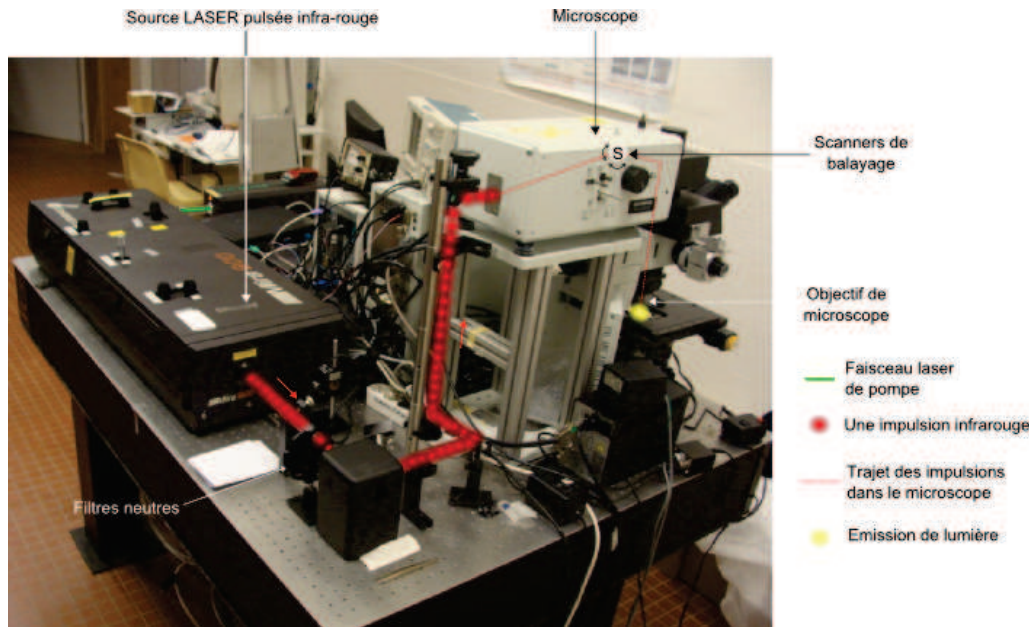 Source LASER pulsée infra-rouge
Microscope
Scanners de
balayage
S
Objectif de
microscope
Faisceau laser
de pompe
Une impulsion infrarouge
Trajet des impulsions
dans le microscope
Emission de lumière
Filtres neutres